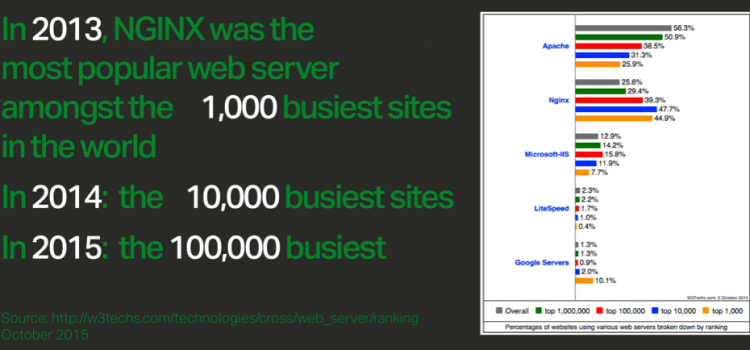 In 2013, NGINX was the
most popular web server
amongst the 1,000 busiest sites
in the world
In 2014: the 10,000 busiest sites
In 2015: the 100,000 busiest
Source: http://w3techs.com/technologies/cross/web_server/ranking
October 2015
56.3%
50.9%
Apache 38.5%
31.3%
25.9%
25.6%
29.4%
Nginx 39.3%
47.7%
44.9%
12.9%
14.2%
Microsoft-IIS 15.8%
11.9%
7.7%
2.3%
2.2%
LiteSpeed 1.7%
1.0%
0.4%
1.3%
1.3%
Google Servers 0.9%
2.0%
10.1%
W3Techs.com, 2 October 2015
Overall top 1,000,000 top 100,000 top 10,000 top 1,000
Percentages of websites using various web servers broken down by ranking